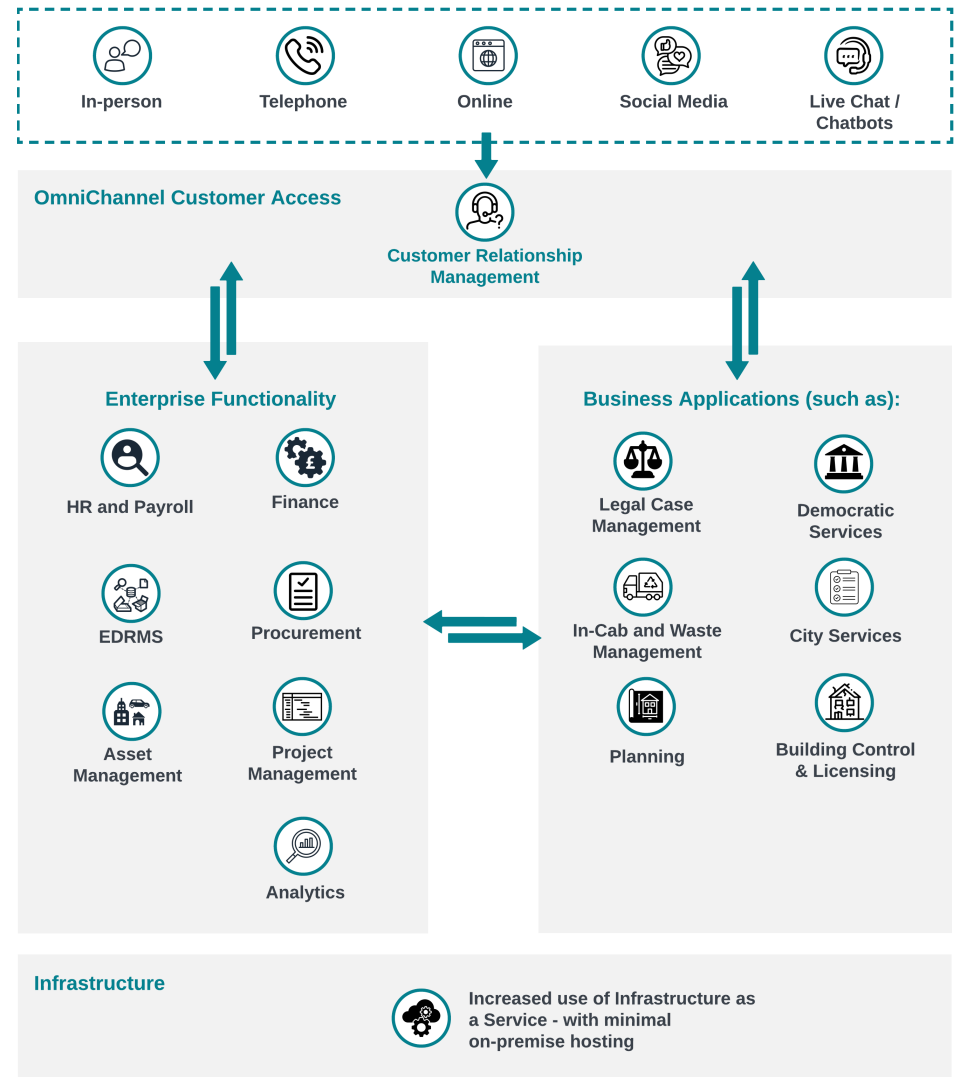 In-person
Telephone
Online
Social Media
Live Chat /
Chatbots
OmniChannel Customer Access
?
Customer Relationship
Management
Enterprise Functionality
HR and Payroll
£
Finance
EDRMS
Procurement
Asset
Management
Project
Management
Analytics
Business Applications (such as):
Legal Case
Management
Democratic
Services
In-Cab and Waste
Management
City Services
Planning
Building Control
& Licensing
Infrastructure
Increased use of Infrastructure as
a Service - with minimal
on-premise hosting